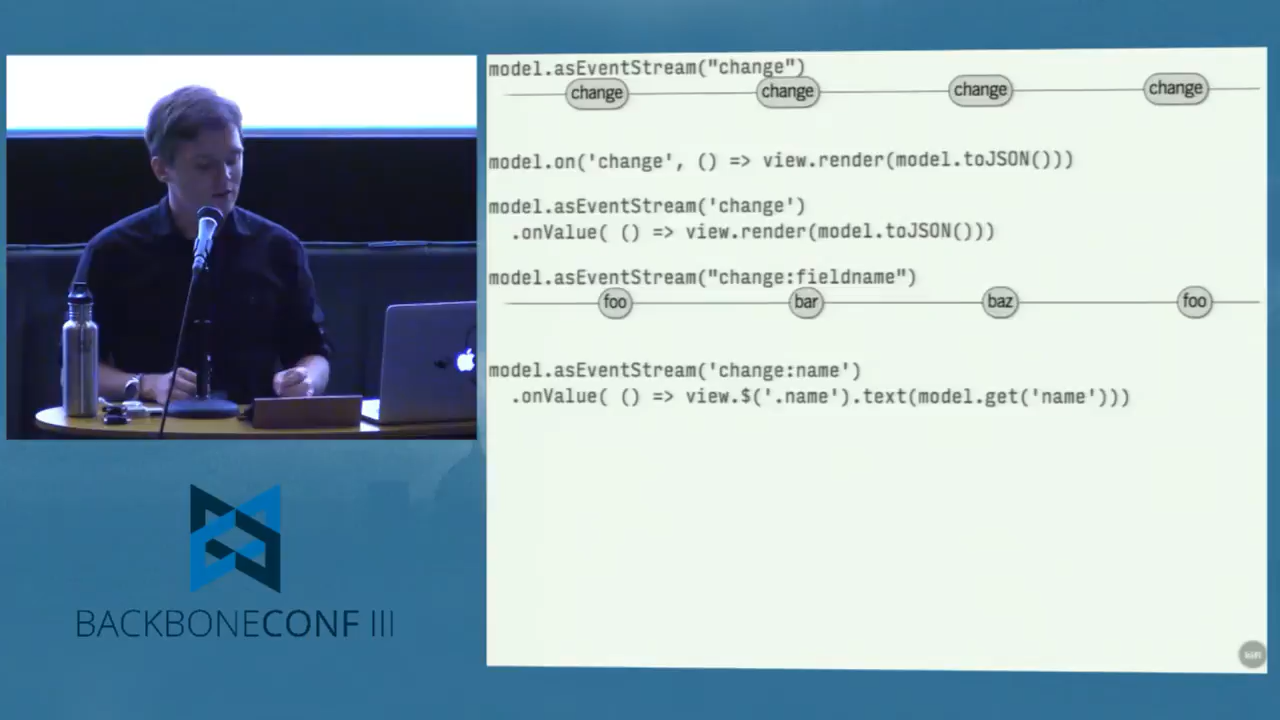 model.asEventStream("change")
change change change change
model.on('change', () => view.render(model.toJSON()))
model.asEventStream('change')
.onValue( () => view.render(model.toJSON()))
model.asEventStream("change:fieldname")
foo bar baz foo
model.asEventStream('change:name')
.onValue( () => view.$('.name').text(model.get('name')))
BACKBONECONF III